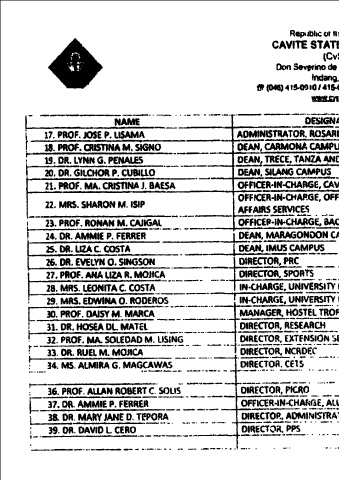 Republic of
CAVITE STATE
(CvS
Don Severino de
Indang,
(046) 415-0010 / 415-
www.cvs
NAME DESIGNA
17. PROF. JOSE P. LISAMA ADMINISTRATOR, ROSARI
18. PROF. CRISTINA M. SIGNO DEAN, CARMONA CAMPU
19. DR. LYNN G. PENALES DEAN, TRECE, TANZA AND
20. DR. GILCHOR P. CUBILLO DEAN, SILANG CAMPUS
21. PROF. MA. CRISTINA J. BAESA OFFICER-IN-CHARGE, CAV
22. MRS. SHARON M. ISIP OFFICER-IN-CHARGE, OFF
AFFAIRS SERVICES
23. PROF. RONAN M. CAJIGAL OFFICER-IN-CHARGE, BAC
24. DR. AMMIE P. FERRER DEAN, MARAGONDON CA
25. DR. LIZA C. COSTA DEAN, IMUS CAMPUS
26. DR. EVELYN O. SINGSON DIRECTOR, PRC
27. PROF. ANA LIZA R. MOJICA DIRECTOR, SPORTS
28. MRS. LEONITA C. COSTA IN-CHARGE, UNIVERSITY
29. MRS. EDWINA O. RODEROS IN-CHARGE, UNIVERSITY
30. PROF. DAISY M. MARCA MANAGER, HOSTEL TROP
31. DR. HOSEA DL. MATEL DIRECTOR, RESEARCH
32. PROF. MA. SOLEDAD M. LISING DIRECTOR, EXTENSION SE
33. DR. RUEL M. MOJICA DIRECTOR, NCRDEC
34. MS. ALMIRA G. MAGCAWAS DIRECTOR, CETS
36. PROF. ALLAN ROBERT C. SOLIS DIRECTOR, PICRO
37. DR. AMMIE P. FERRER OFFICER-IN-CHARGE, ALU
38. DR. MARY JANE D. TEPORA DIRECTOR, ADMINISTRAT
39. DR. DAVID L. CERO DIRECTOR, PPS